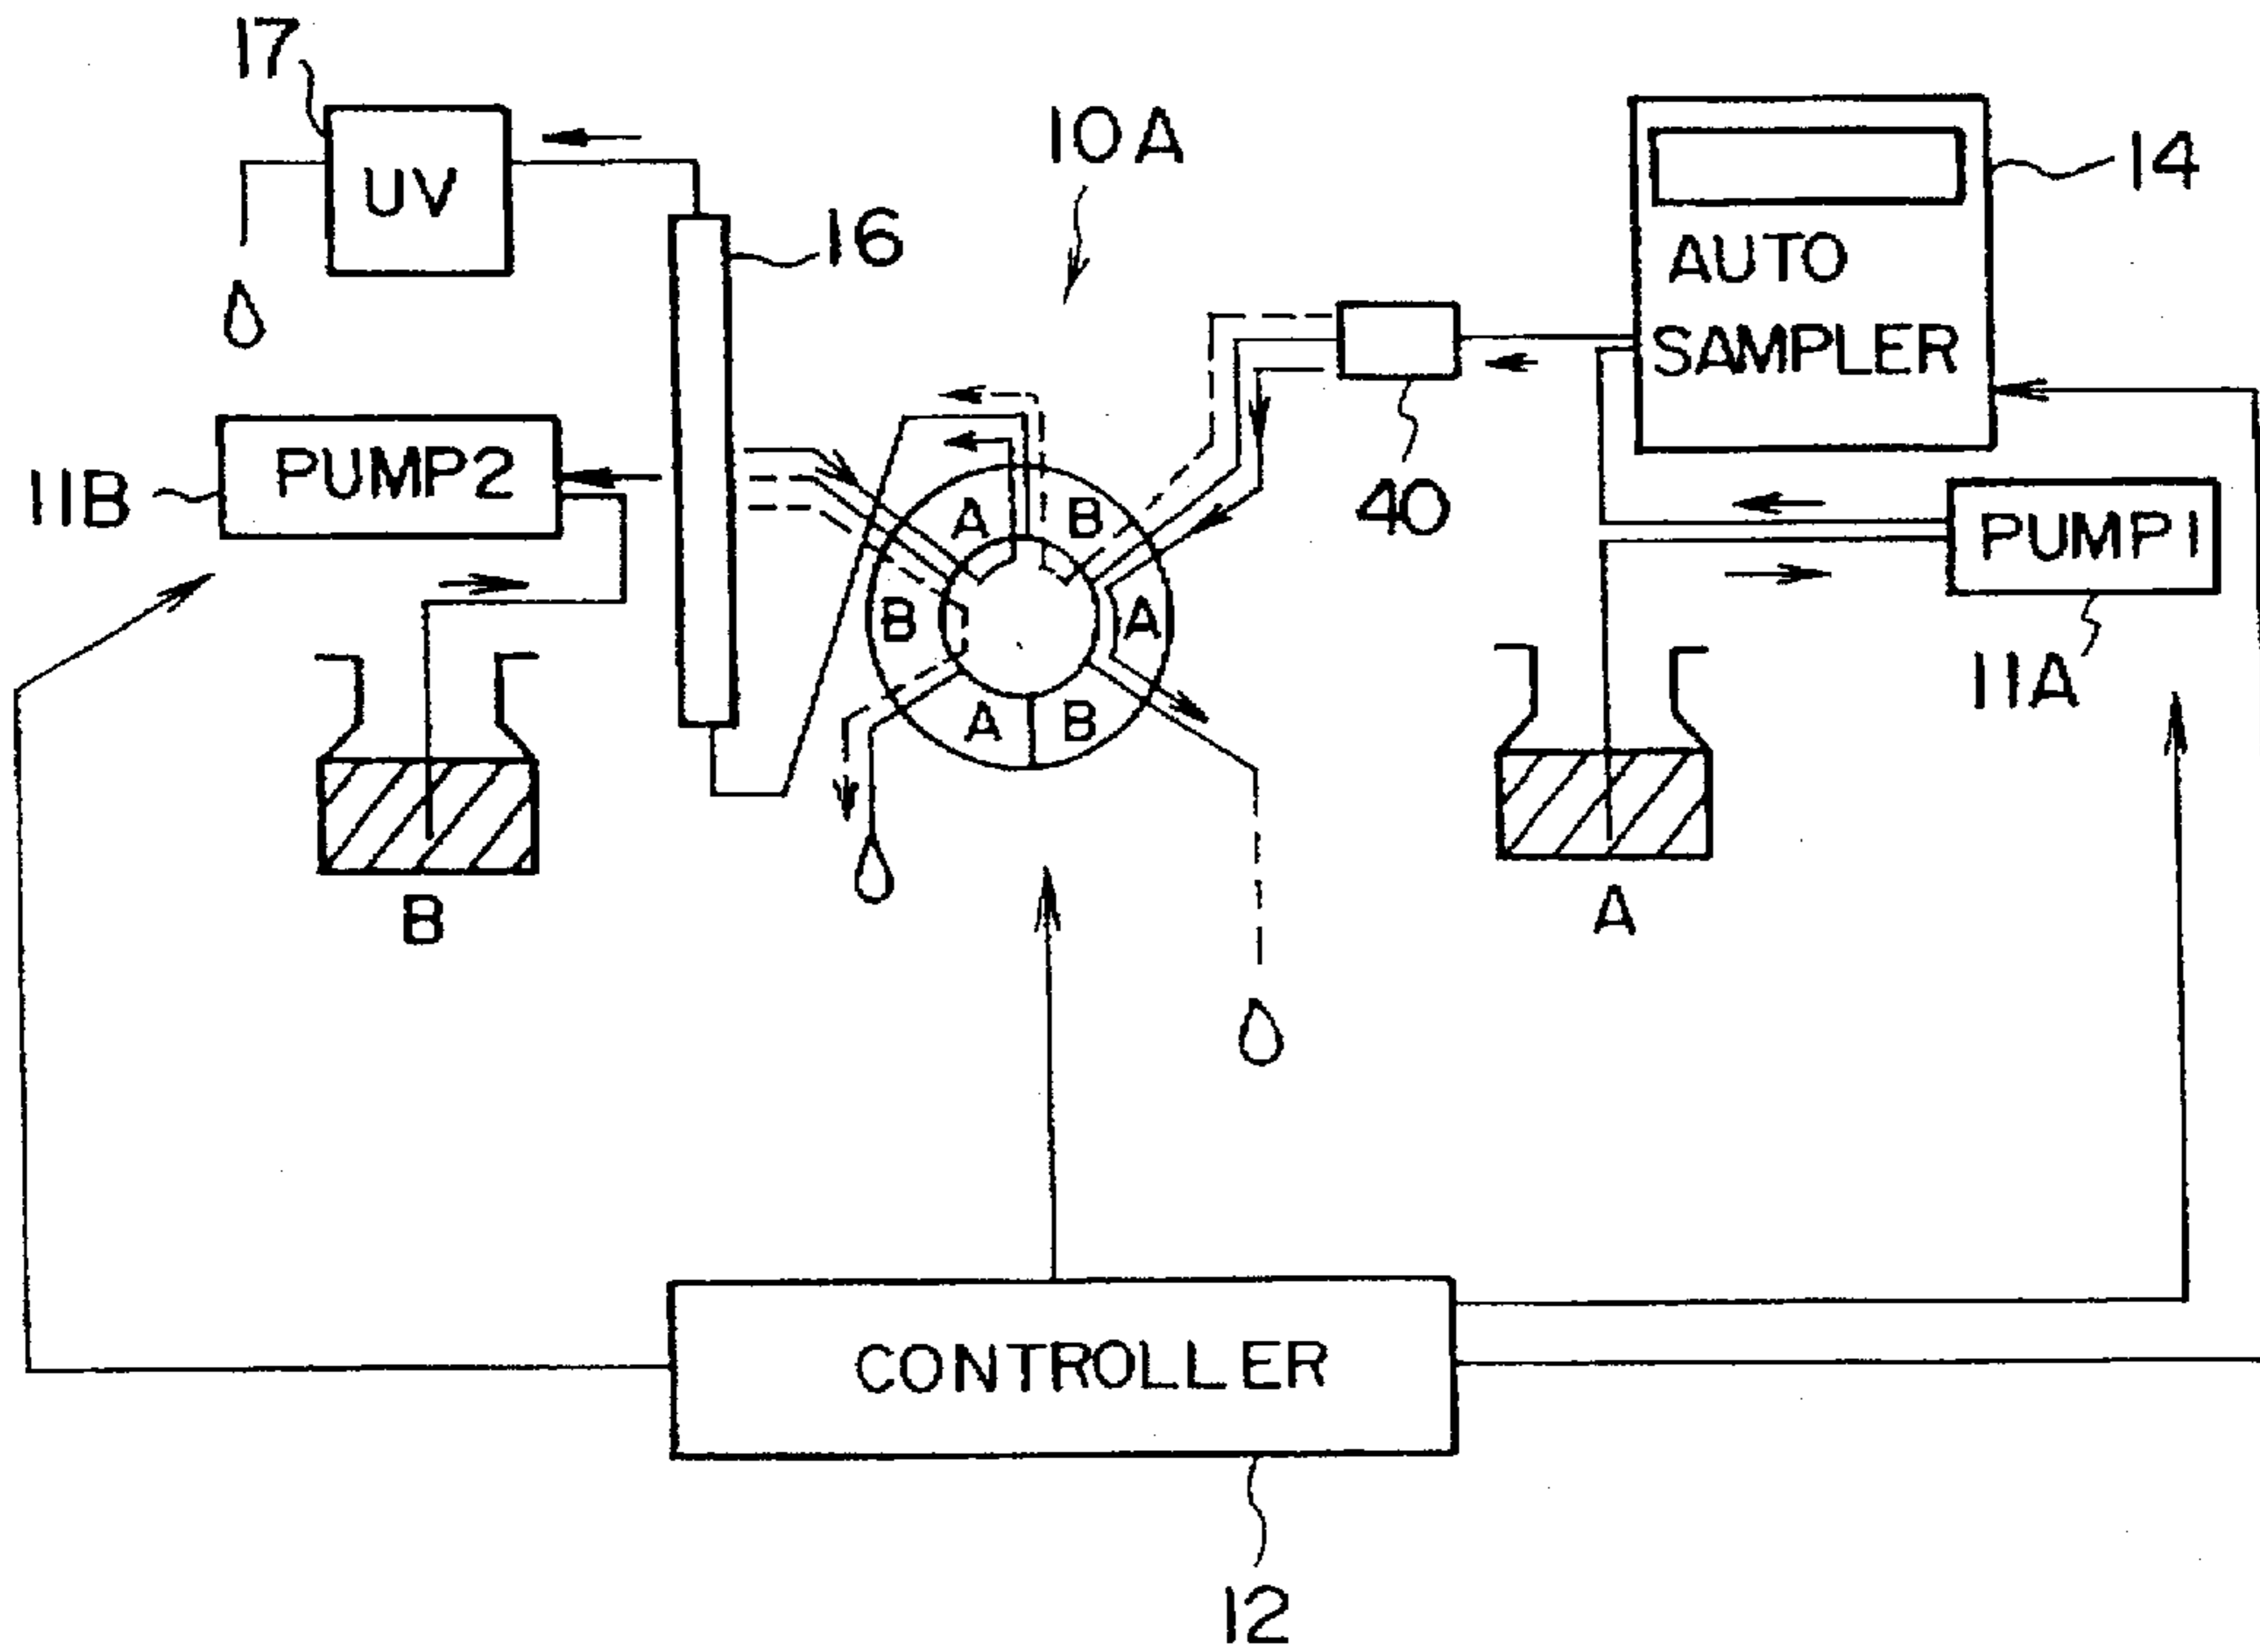 17
UV
10A
14
AUTO
SAMPLER
16
40
11B
PUMP2
PUMP1
11A
A
B
B
A
A
B
B
A
CONTROLLER
12